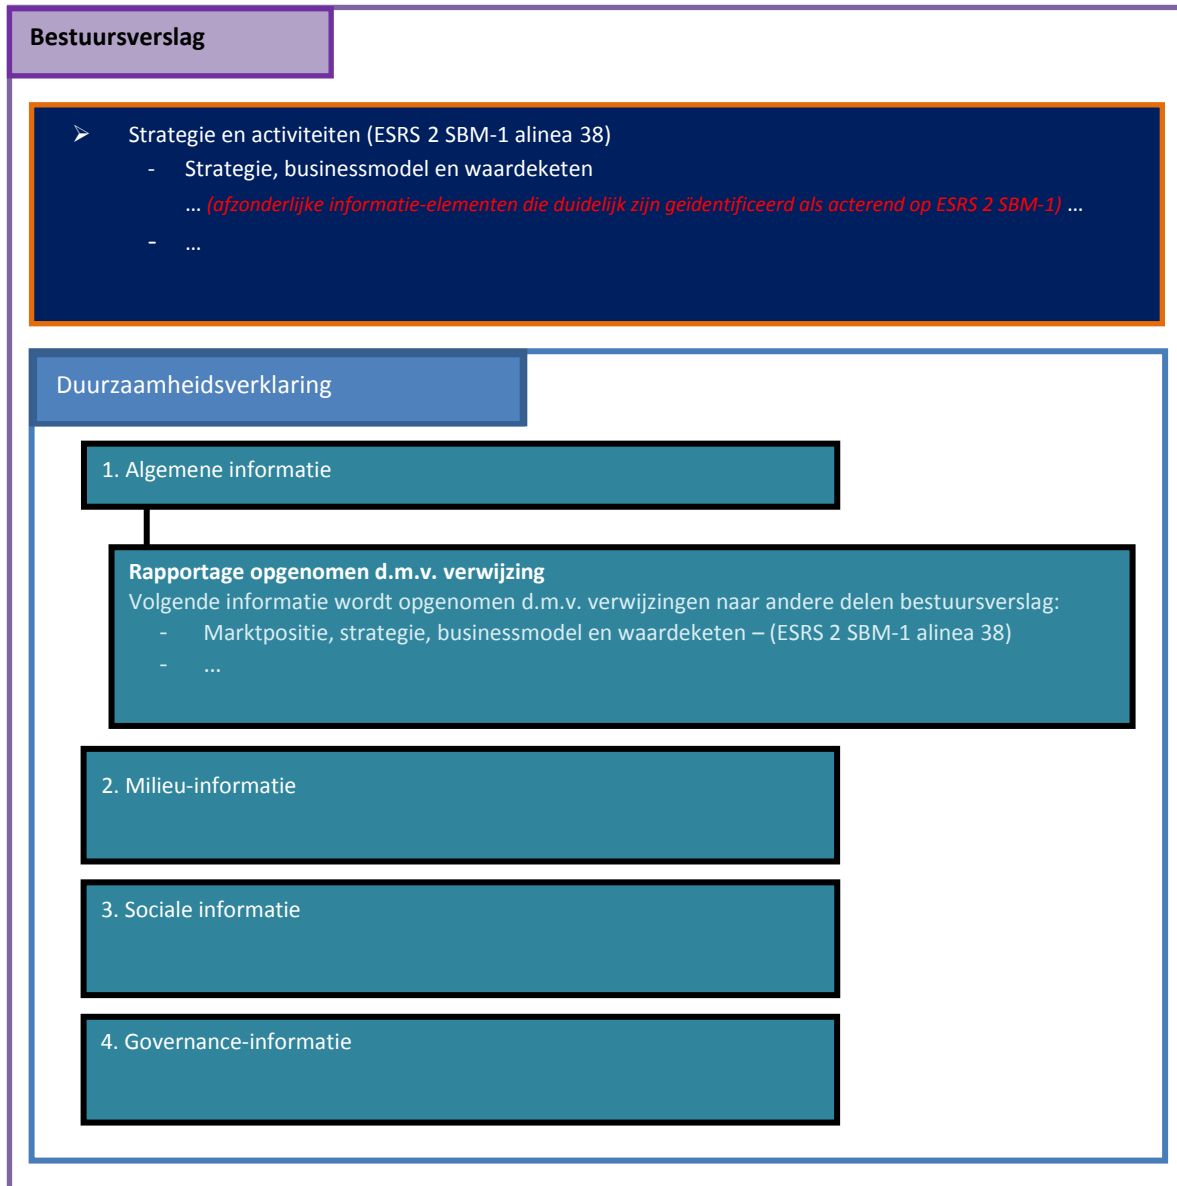 Bestuursverslag
➢ Strategie en activiteiten (ESRS 2 SBM-1 alinea 38)
- Strategie, businessmodel en waardeketen
... (afzonderlijke informatie-elementen die duidelijk zijn geïdentificeerd als acterend op ESRS 2 SBM-1) ...
- ...
Duurzaamheidsverklaring
1. Algemene informatie
Rapportage opgenomen d.m.v. verwijzing
Volgende informatie wordt opgenomen d.m.v. verwijzingen naar andere delen bestuursverslag:
- Marktpositie, strategie, businessmodel en waardeketen – (ESRS 2 SBM-1 alinea 38)
- ...
2. Milieu-informatie
3. Sociale informatie
4. Governance-informatie